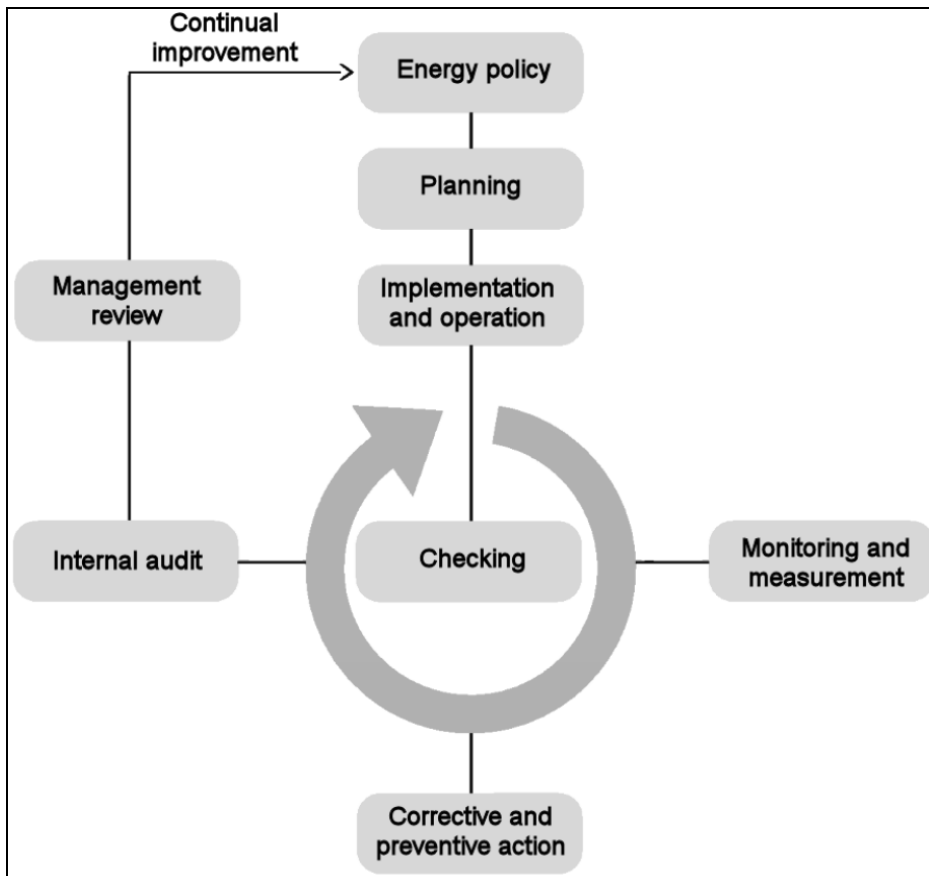 Continual
improvement
Energy policy
Planning
Management
review
Implementation
and operation
Internal audit
Checking
Monitoring and
measurement
Corrective and
preventive action